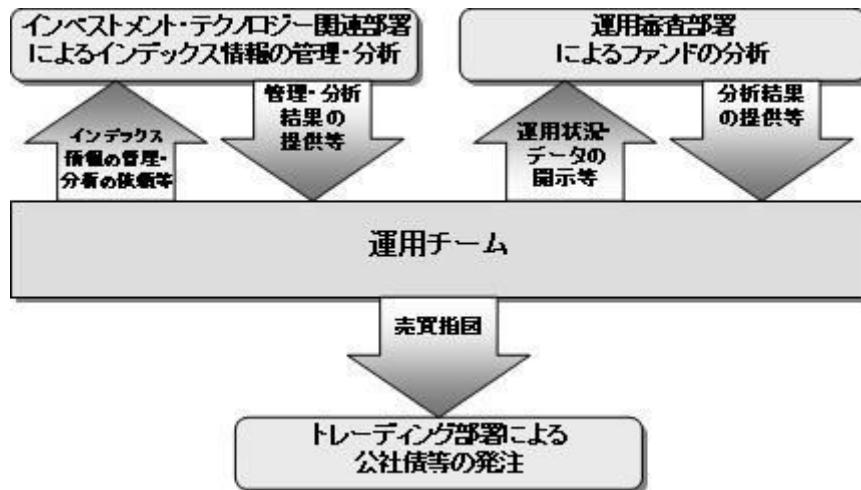 インベストメント・テクノロジー関連部署
によるインデックス情報の管理・分析
運用審査部署
によるファンドの分析
インデックス
情報の管理・
分析の依頼等
管理・分析
結果の
提供等
運用状況・
データの
開示等
分析結果
の提供等
運用チーム
売買指図
トレーディング部署による
公社債等の発注